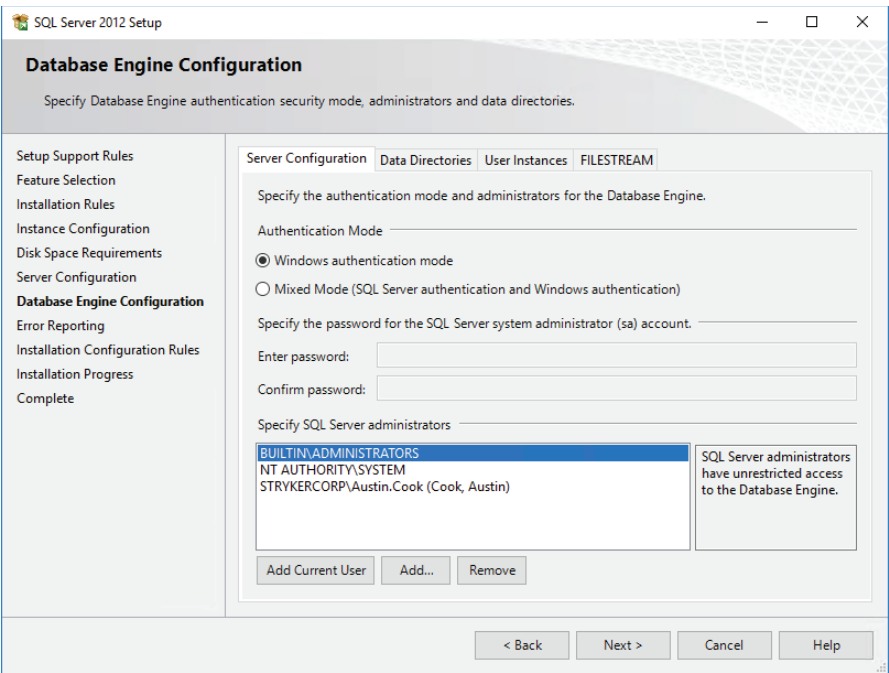 SQL Server 2012 Setup
Database Engine Configuration
Specify Database Engine authentication security mode, administrators and data directories.
Setup Support Rules
Feature Selection
Installation Rules
Instance Configuration
Disk Space Requirements
Server Configuration
Database Engine Configuration
Error Reporting
Installation Configuration Rules
Installation Progress
Complete
Server Configuration Data Directories User Instances FILESTREAM
Specify the authentication mode and administrators for the Database Engine.
Authentication Mode
Windows authentication mode
Mixed Mode (SQL Server authentication and Windows authentication)
Specify the password for the SQL Server system administrator (sa) account.
Enter password:
Confirm password:
Specify SQL Server administrators
BUILTIN\ADMINISTRATORS
NT AUTHORITY\SYSTEM
STRYKERCORP\Austin.Cook (Cook, Austin)
SQL Server administrators
have unrestricted access
to the Database Engine.
Add Current User Add... Remove
< Back Next > Cancel Help